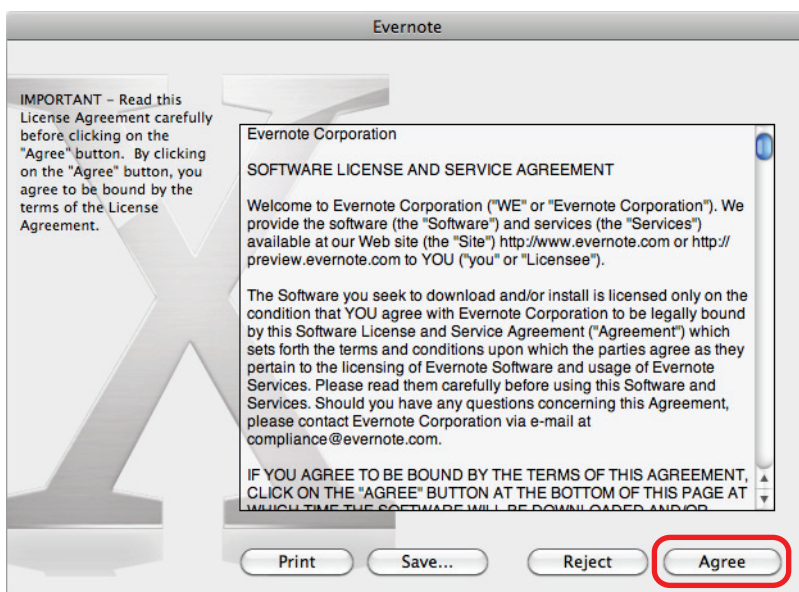 Evernote
IMPORTANT – Read this
License Agreement carefully
before clicking on the
"Agree" button.  By clicking
on the "Agree" button, you
agree to be bound by the
terms of the License
Agreement.
Evernote Corporation
SOFTWARE LICENSE AND SERVICE AGREEMENT
Welcome to Evernote Corporation ("WE" or "Evernote Corporation"). We
provide the software (the "Software") and services (the "Services")
available at our Web site (the "Site") http://www.evernote.com or http://
preview.evernote.com to YOU ("you" or "Licensee").
The Software you seek to download and/or install is licensed only on the
condition that YOU agree with Evernote Corporation to be legally bound
by this Software License and Service Agreement ("Agreement") which
sets forth the terms and conditions upon which the parties agree as they
pertain to the licensing of Evernote Software and usage of Evernote
Services. Please read them carefully before using this Software and
Services. Should you have any questions concerning this Agreement,
please contact Evernote Corporation via e-mail at
compliance@evernote.com.
IF YOU AGREE TO BE BOUND BY THE TERMS OF THIS AGREEMENT,
CLICK ON THE "AGREE" BUTTON AT THE BOTTOM OF THIS PAGE AT
WHICH TIME THE SOFTWARE WILL BE DOWNLOADED AND/OR
Print
Save...
Reject
Agree